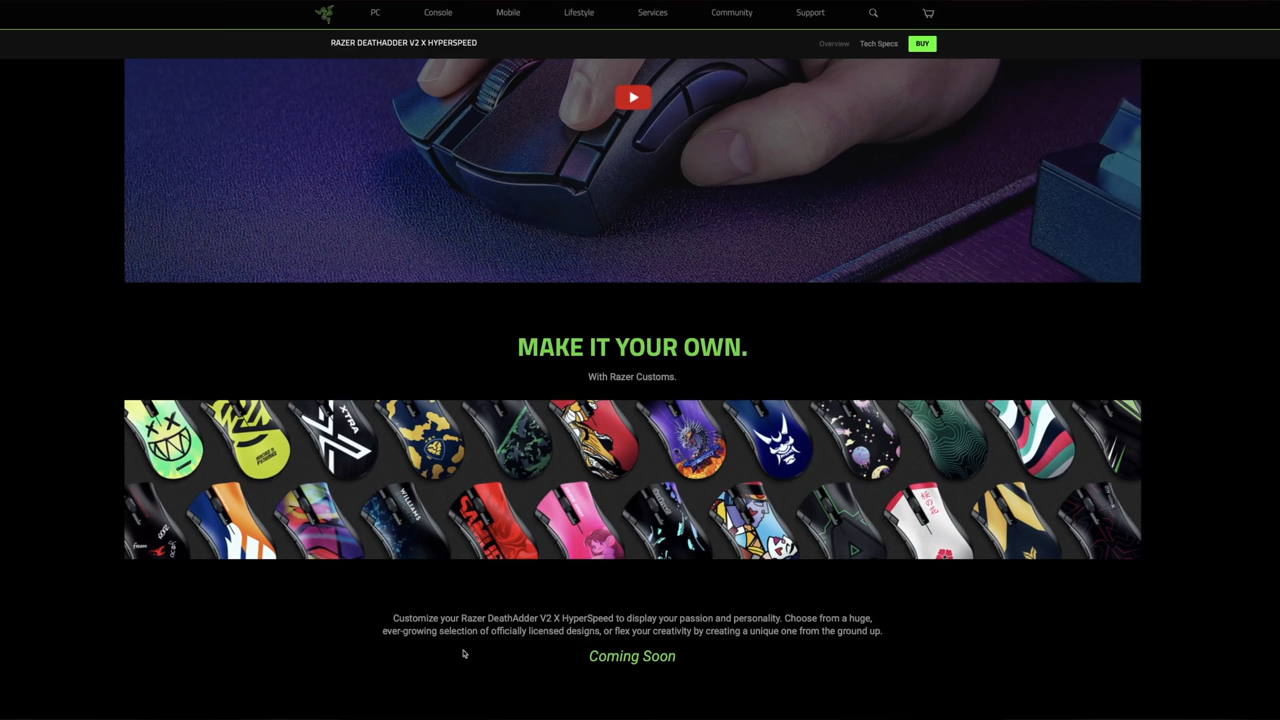 PC Console Mobile Lifestyle Services Community Support
RAZER DEATHADDER V2 X HYPERSPEED
Overview Tech Specs BUY
MAKE IT YOUR OWN.
With Razer Customs.
XTRA
WILLIAMS
Customize your Razer DeathAdder V2 X HyperSpeed to display your passion and personality. Choose from a huge,
ever-growing selection of officially licensed designs, or flex your creativity by creating a unique one from the ground up.
Coming Soon